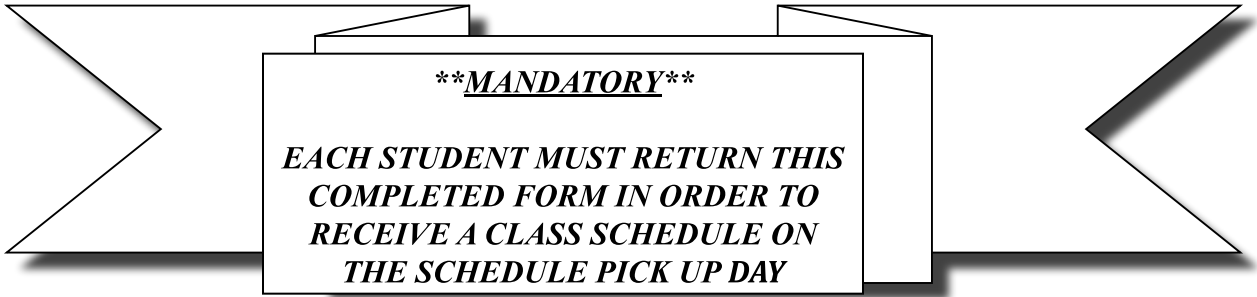 **MANDATORY**
EACH STUDENT MUST RETURN THIS
COMPLETED FORM IN ORDER TO
RECEIVE A CLASS SCHEDULE ON
THE SCHEDULE PICK UP DAY